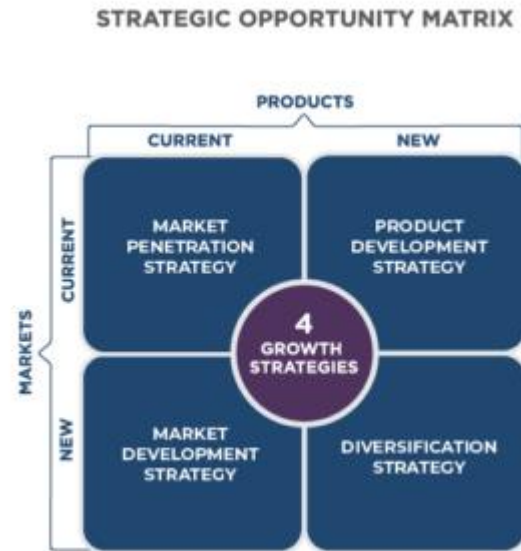 STRATEGIC OPPORTUNITY MATRIX
PRODUCTS
CURRENT
NEW
MARKETS
CURRENT
MARKET
PENETRATION
STRATEGY
PRODUCT
DEVELOPMENT
STRATEGY
4
GROWTH
STRATEGIES
NEW
MARKET
DEVELOPMENT
STRATEGY
DIVERSIFICATION
STRATEGY